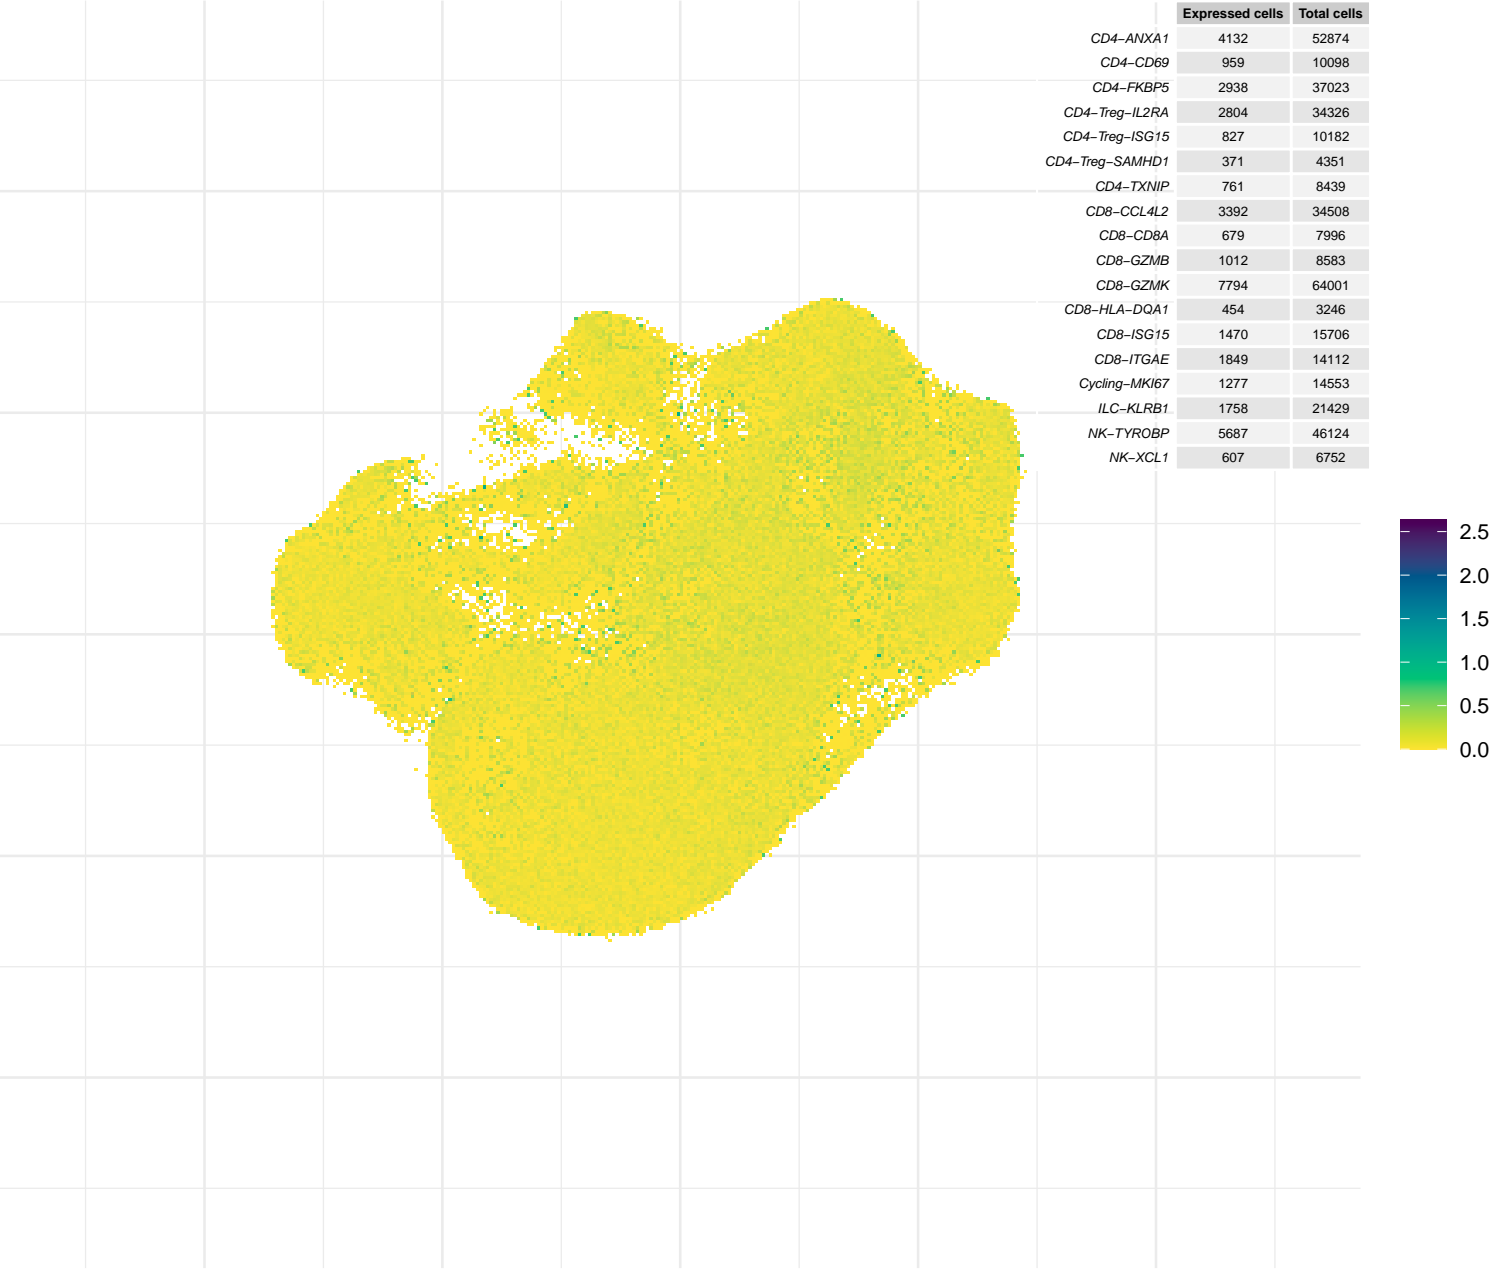 Expressed cells Total cells
CD4−ANXA1 4132 52874
CD4−CD69 959 10098
CD4−FKBP5 2938 37023
CD4−Treg−IL2RA 2804 34326
CD4−Treg−ISG15 827 10182
CD4−Treg−SAMHD1 371 4351
CD4−TXNIP 761 8439
CD8−CCL4L2 3392 34508
CD8−CD8A 679 7996
CD8−GZMB 1012 8583
CD8−GZMK 7794 64001
CD8−HLA−DQA1 454 3246
CD8−ISG15 1470 15706
CD8−ITGAE 1849 14112
Cycling−MKI67 1277 14553
ILC−KLRB1 1758 21429
NK−TYROBP 5687 46124
NK−XCL1 607 6752
2.5
2.0
1.5
1.0
0.5
0.0